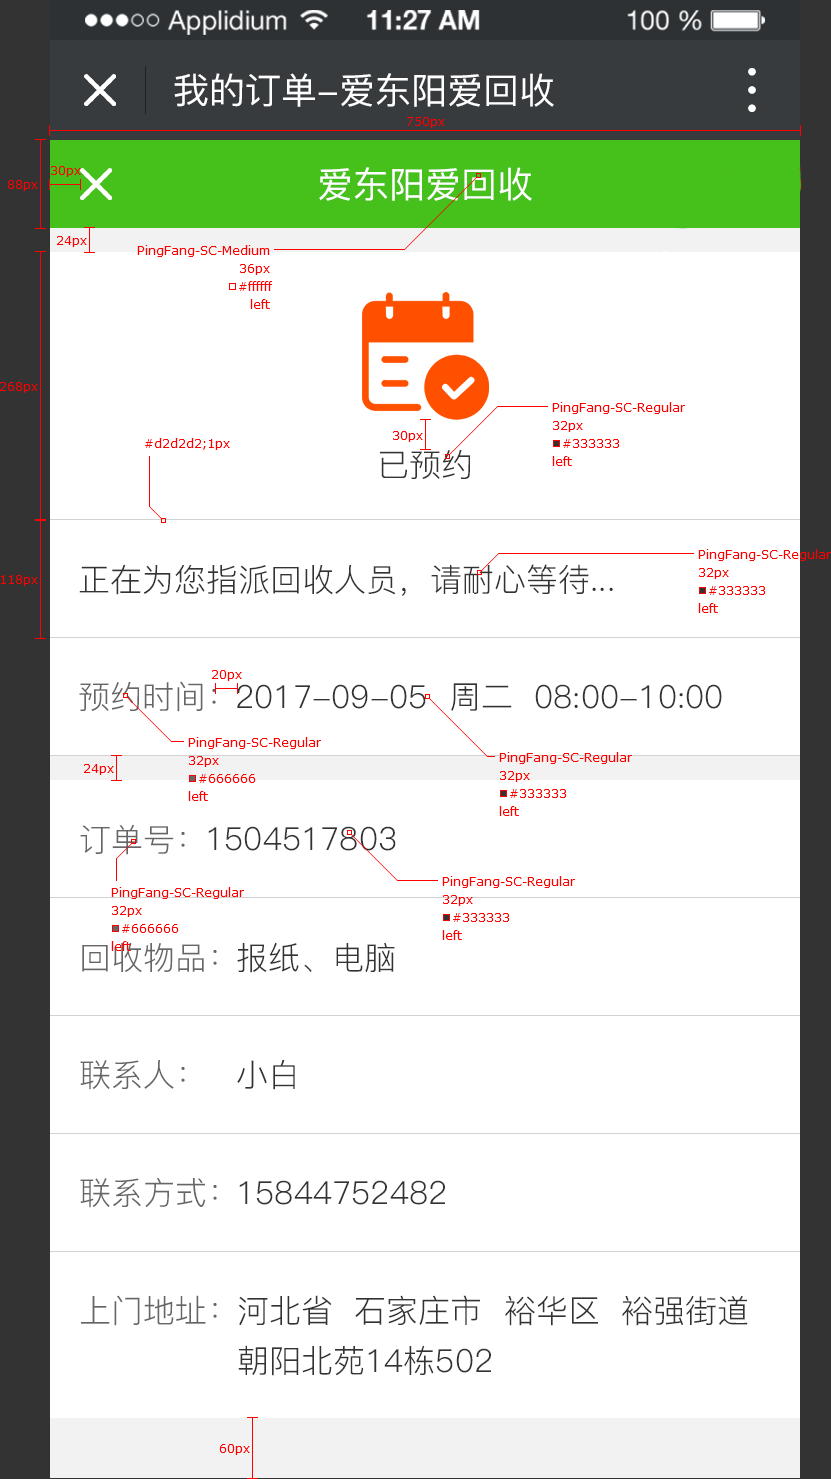 Applidium 11:27 AM 100 %
我的订单-爱东阳爱回收
750px
88px
30px
爱东阳爱回收
24px
PingFang-SC-Medium
36px
#ffffff
left
268px
30px
PingFang-SC-Regular
32px
#333333
left
#d2d2d2;1px
已预约
118px
正在为您指派回收人员，请耐心等待...
PingFang-SC-Regular
32px
#333333
left
20px
预约时间：2017-09-05 周二 08:00-10:00
PingFang-SC-Regular
32px
#666666
left
PingFang-SC-Regular
32px
#333333
left
24px
订单号：1504517803
PingFang-SC-Regular
32px
#666666
left
PingFang-SC-Regular
32px
#333333
left
回收物品：报纸、电脑
联系人： 小白
联系方式：15844752482
上门地址：河北省 石家庄市 裕华区 裕强街道
朝阳北苑14栋502
60px